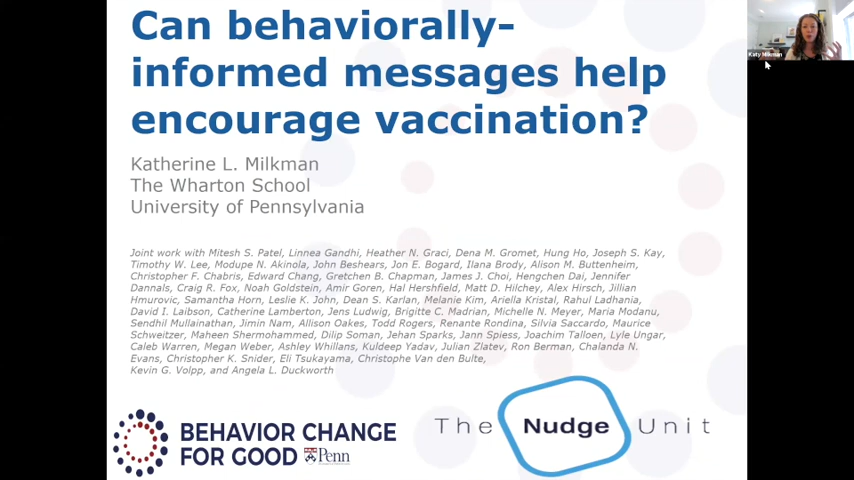 Can behaviorally-
informed messages help
encourage vaccination?
Katherine L. Milkman
The Wharton School
University of Pennsylvania
Joint work with Mitesh S. Patel, Linnea Gandhi, Heather N. Graci, Dena M. Gromet, Hung Ho, Joseph S. Kay,
Timothy W. Lee, Modupe N. Akinola, John Beshears, Jon E. Bogard, Ilana Brody, Alison M. Buttenheim,
Christopher F. Chabris, Edward Chang, Gretchen B. Chapman, James J. Choi, Hengchen Dai, Jennifer
Dannals, Craig R. Fox, Noah Goldstein, Amir Goren, Hal Hershfield, Matt D. Hilchey, Alex Hirsch, Jillian
Hmurovic, Samantha Horn, Leslie K. John, Dean S. Karlan, Melanie Kim, Ariella Kristal, Rahul Ladhania,
David I. Laibson, Catherine Lamberton, Jens Ludwig, Brigitte C. Madrian, Michelle N. Meyer, Maria Modanu,
Sendhil Mullainathan, Jimin Nam, Allison Oakes, Todd Rogers, Renante Rondina, Silvia Saccardo, Maurice
Schweitzer, Maheen Shermohammed, Dilip Soman, Jehan Sparks, Jann Spiess, Joachim Talloen, Lyle Ungar,
Caleb Warren, Megan Weber, Ashley Whillans, Kuldeep Yadav, Julian Zlatev, Ron Berman, Chalanda N.
Evans, Christopher K. Snider, Eli Tsukayama, Christophe Van den Bulte,
Kevin G. Volpp, and Angela L. Duckworth
BEHAVIOR CHANGE
FOR GOOD Penn
The Nudge Unit
Katy Milkman